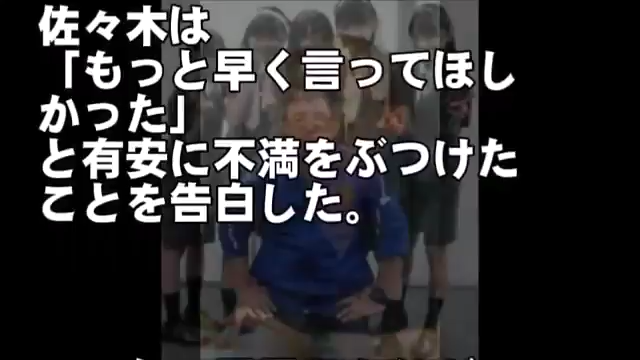 佐々木は
「もっと早く言ってほし
かった」
と有安に不満をぶつけた
ことを告白した。